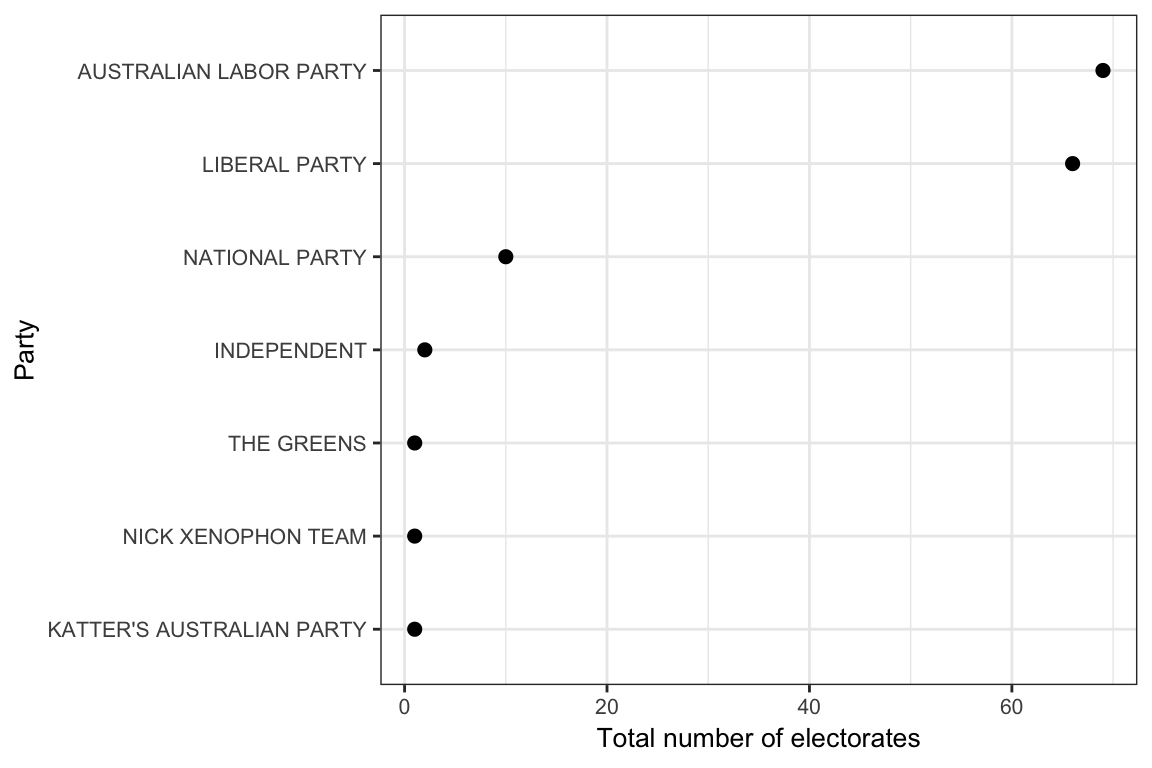 AUSTRALIAN LABOR PARTY
LIBERAL PARTY
NATIONAL PARTY
INDEPENDENT
THE GREENS
NICK XENOPHON TEAM
KATTER'S AUSTRALIAN PARTY
Party
0 20 40 60
Total number of electorates